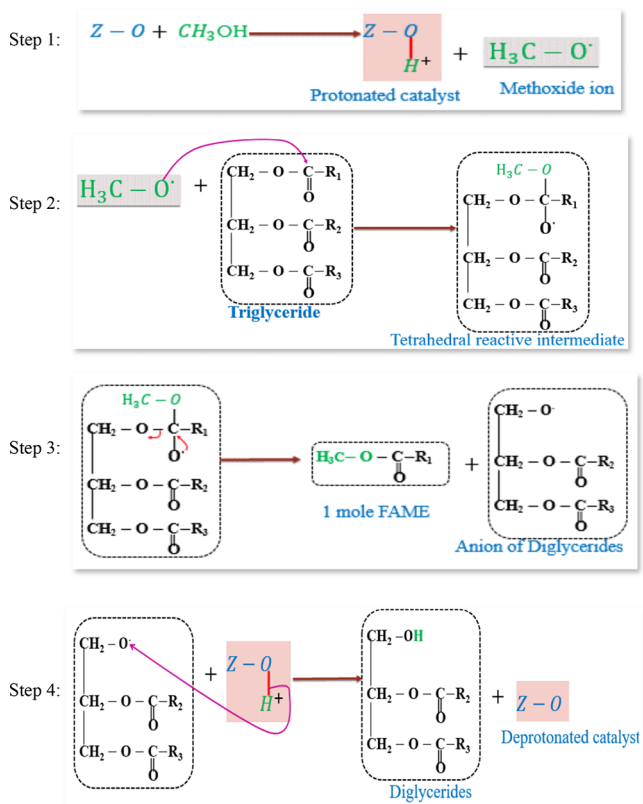 Step 1:
Z – O + CH3OH
Z – O
H+
+ H3C – O·
Protonated catalyst
Methoxide ion
Step 2:
H3C – O·
+
CH2 – O – C–R1
O
CH2 – O – C–R2
O
CH2 – O – C–R3
O
Triglyceride
H3C – O
CH2 – O – C–R1
O·
CH2 – O – C–R2
O
CH2 – O – C–R3
O
Tetrahedral reactive intermediate
Step 3:
H3C – O
CH2 – O – C–R1
O·
CH2 – O – C–R2
O
CH2 – O – C–R3
O
H3C – O – C–R1
O
1 mole FAME
+
CH2 – O·
CH2 – O – C–R2
O
CH2 – O – C–R3
O
Anion of Diglycerides
Step 4:
CH2 – O·
CH2 – O – C–R2
O
CH2 – O – C–R3
O
+
Z – O
H+
CH2 – OH
CH2 – O – C–R2
O
CH2 – O – C–R3
O
Diglycerides
+ Z – O
Deprotonated catalyst